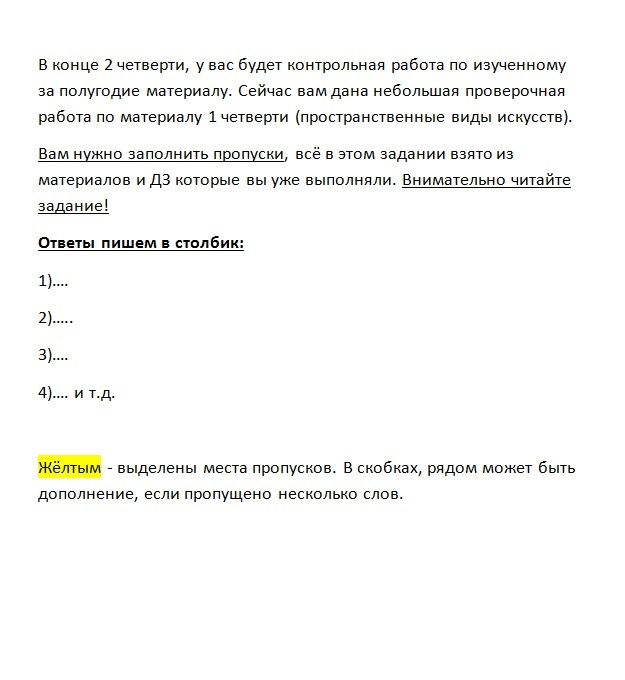 В конце 2 четверти, у вас будет контрольная работа по изученному
за полугодие материалу. Сейчас вам дана небольшая проверочная
работа по материалу 1 четверти (пространственные виды искусств).
Вам нужно заполнить пропуски, всё в этом задании взято из
материалов и ДЗ которые вы уже выполняли. Внимательно читайте
задание!
Ответы пишем в столбик:
1)....
2).....
3)....
4).... и т.д.
Жёлтым - выделены места пропусков. В скобках, рядом может быть
дополнение, если пропущено несколько слов.